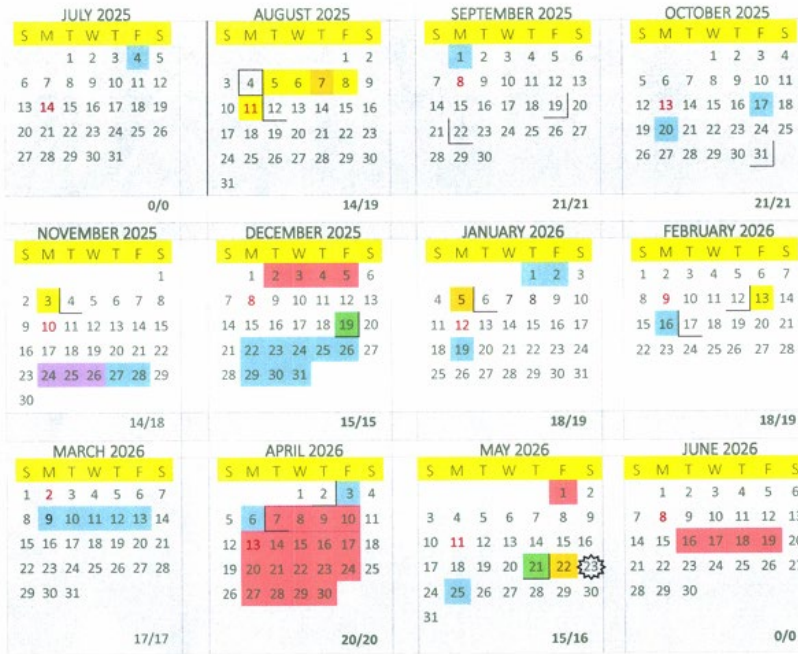 JULY 2025
S M T W T F S
1 2 3 4 5
6 7 8 9 10 11 12
13 14 15 16 17 18 19
20 21 22 23 24 25 26
27 28 29 30 31
0/0
AUGUST 2025
S M T W T F S
1 2
3 4 5 6 7 8 9
10 11 12 13 14 15 16
17 18 19 20 21 22 23
24 25 26 27 28 29 30
31
14/19
SEPTEMBER 2025
S M T W T F S
1 2 3 4 5 6
7 8 9 10 11 12 13
14 15 16 17 18 19 20
21 22 23 24 25 26 27
28 29 30
21/21
OCTOBER 2025
S M T W T F S
1 2 3 4
5 6 7 8 9 10 11
12 13 14 15 16 17 18
19 20 21 22 23 24 25
26 27 28 29 30 31
21/21
NOVEMBER 2025
S M T W T F S
1
2 3 4 5 6 7 8
9 10 11 12 13 14 15
16 17 18 19 20 21 22
23 24 25 26 27 28 29
30
14/18
DECEMBER 2025
S M T W T F S
1 2 3 4 5 6
7 8 9 10 11 12 13
14 15 16 17 18 19 20
21 22 23 24 25 26 27
28 29 30 31
15/15
JANUARY 2026
S M T W T F S
1 2 3
4 5 6 7 8 9 10
11 12 13 14 15 16 17
18 19 20 21 22 23 24
25 26 27 28 29 30 31
18/19
FEBRUARY 2026
S M T W T F S
1 2 3 4 5 6 7
8 9 10 11 12 13 14
15 16 17 18 19 20 21
22 23 24 25 26 27 28
18/19
MARCH 2026
S M T W T F S
1 2 3 4 5 6 7
8 9 10 11 12 13 14
15 16 17 18 19 20 21
22 23 24 25 26 27 28
29 30 31
17/17
APRIL 2026
S M T W T F S
1 2 3 4
5 6 7 8 9 10 11
12 13 14 15 16 17 18
19 20 21 22 23 24 25
26 27 28 29 30
20/20
MAY 2026
S M T W T F S
1 2
3 4 5 6 7 8 9
10 11 12 13 14 15 16
17 18 19 20 21 22 23
24 25 26 27 28 29 30
31
15/16
JUNE 2026
S M T W T F S
1 2 3 4 5 6
7 8 9 10 11 12
14 15 16 17 18 19
21 22 23 24 25 26
28 29 30
0/0